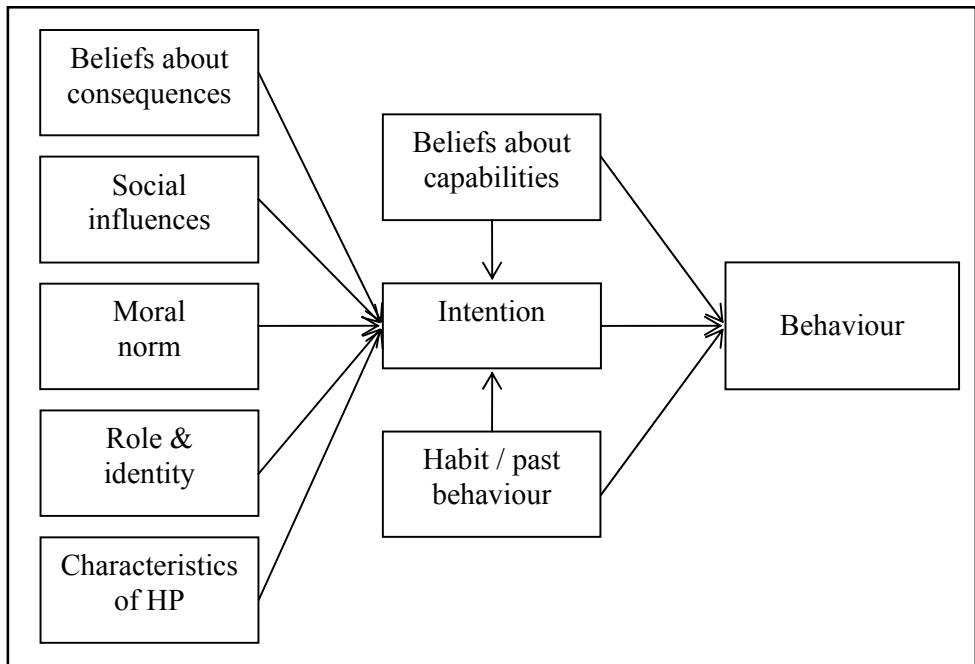 Beliefs about
consequences
Social
influences
Moral
norm
Role &
identity
Characteristics
of HP
Beliefs about
capabilities
Intention
Habit / past
behaviour
Behaviour